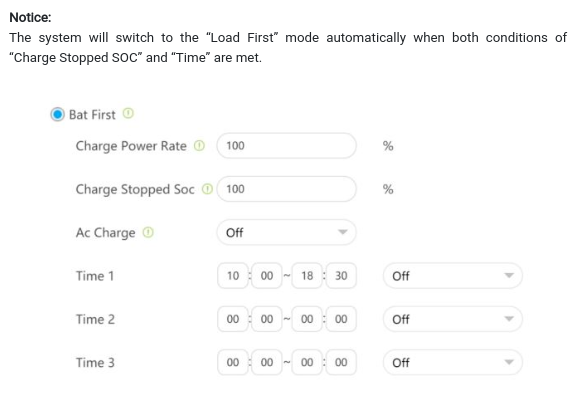 Notice:
The system will switch to the “Load First” mode automatically when both conditions of
“Charge Stopped SOC” and “Time” are met.
Bat First
Charge Power Rate 100 %
Charge Stopped Soc 100 %
Ac Charge Off
Time 1 10 : 00 ~ 18 : 30 Off
Time 2 00 : 00 ~ 00 : 00 Off
Time 3 00 : 00 ~ 00 : 00 Off